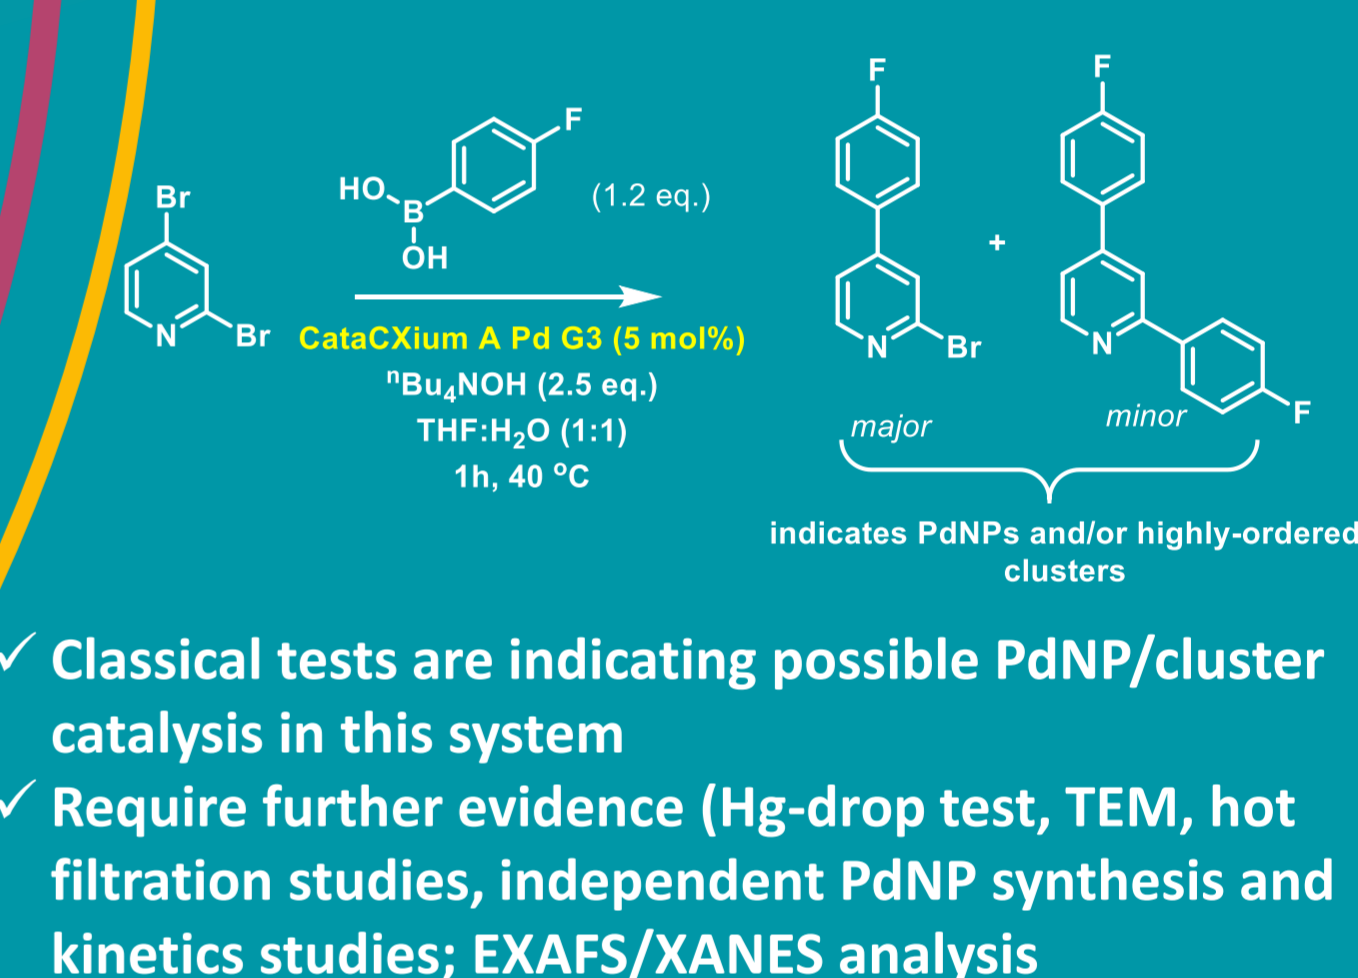 F
F
Br
F
HO
B
(1.2 eq.)
OH
+
N
Br
N
Br
N
F
CataCXium A Pd G3 (5 mol%)
ⁿBu₄NOH (2.5 eq.)
THF:H₂O (1:1)
1h, 40 ºC
major
minor
indicates PdNPs and/or highly-ordered
clusters
✓ Classical tests are indicating possible PdNP/cluster
catalysis in this system
✓ Require further evidence (Hg-drop test, TEM, hot
filtration studies, independent PdNP synthesis and
kinetics studies; EXAFS/XANES analysis